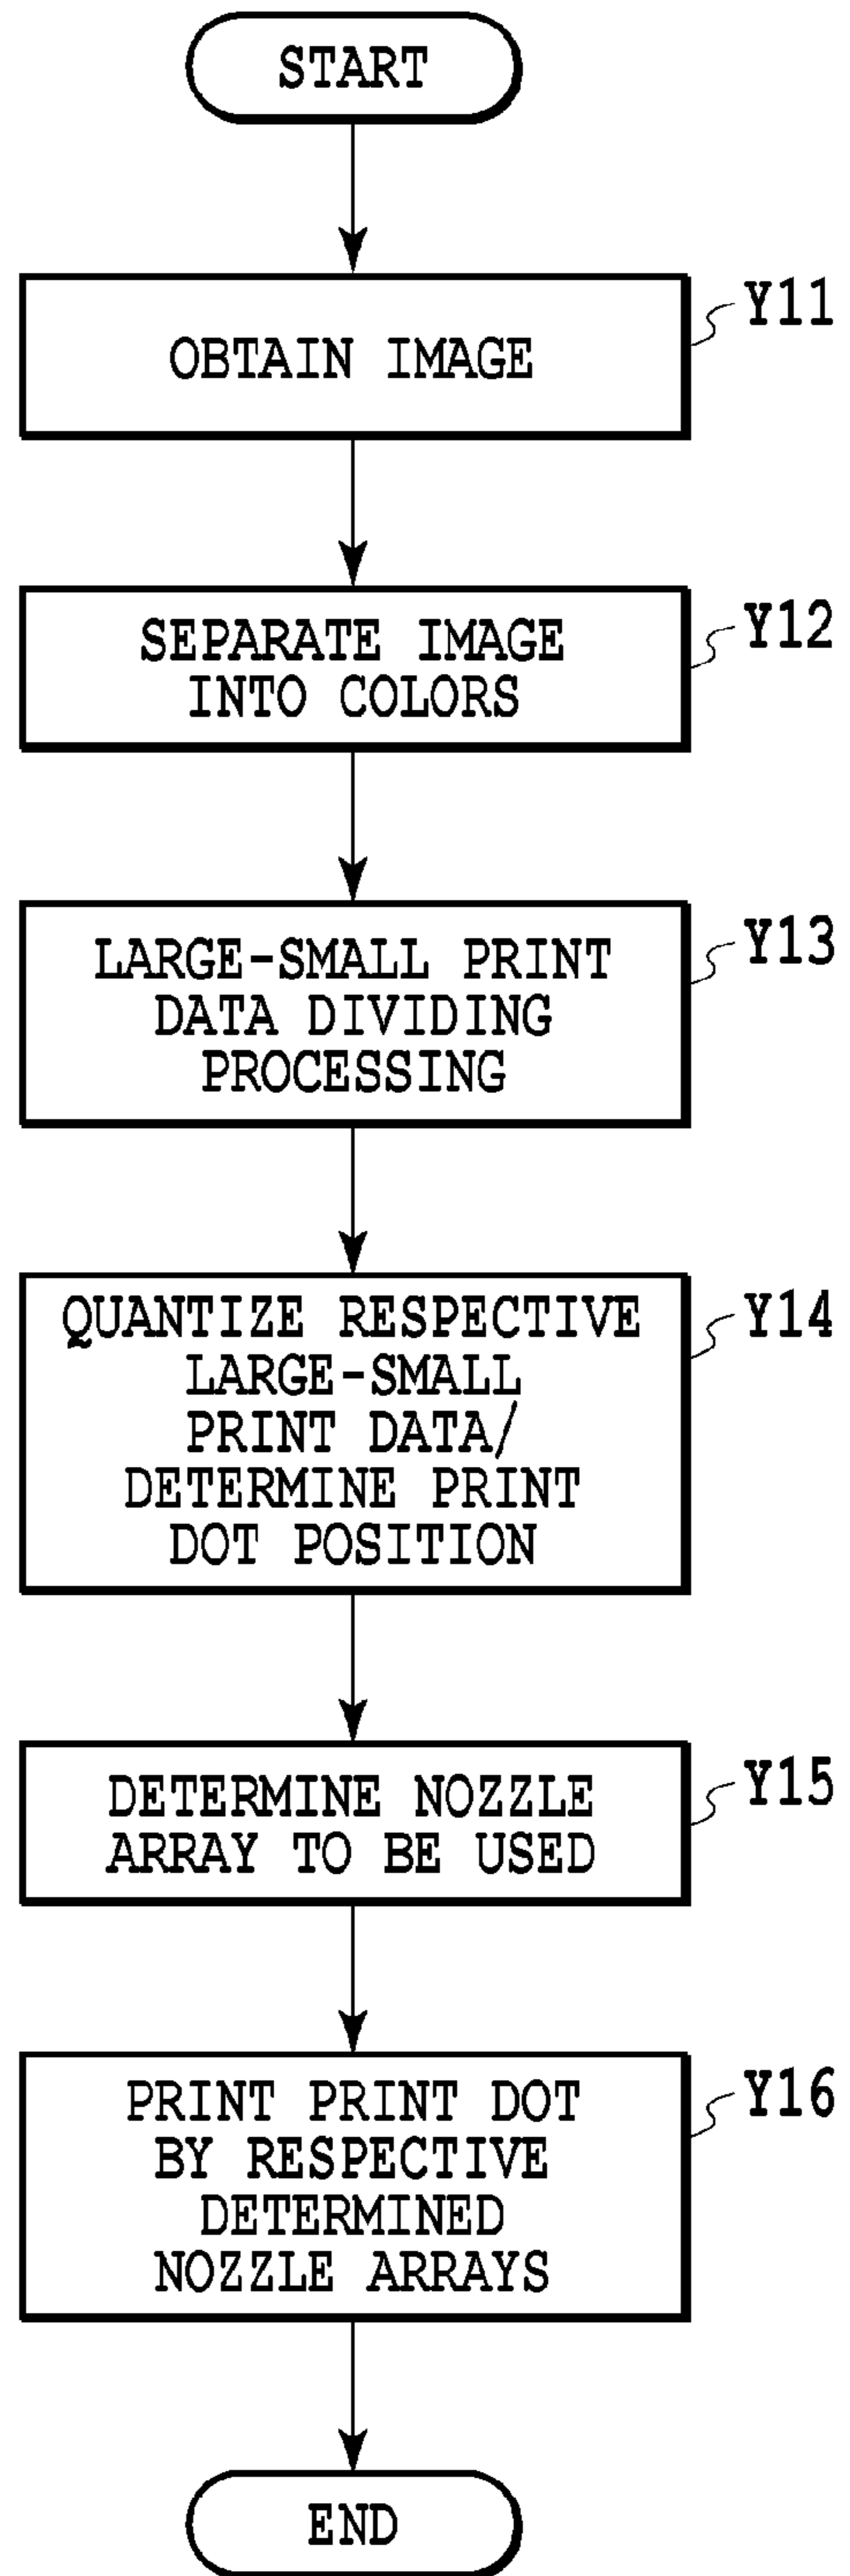 START
OBTAIN IMAGE
Y11
SEPARATE IMAGE
INTO COLORS
Y12
LARGE-SMALL PRINT
DATA DIVIDING
PROCESSING
Y13
QUANTIZE RESPECTIVE
LARGE-SMALL
PRINT DATA/
DETERMINE PRINT
DOT POSITION
Y14
DETERMINE NOZZLE
ARRAY TO BE USED
Y15
PRINT PRINT DOT
BY RESPECTIVE
DETERMINED
NOZZLE ARRAYS
Y16
END